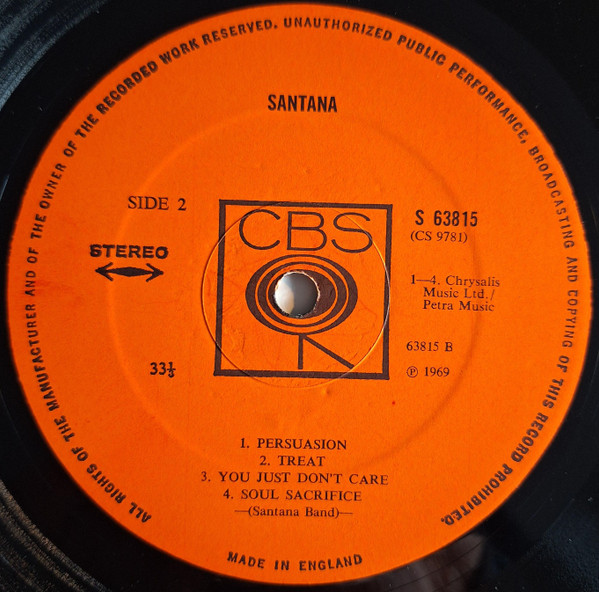 ALL RIGHTS OF THE MANUFACTURER AND OF THE OWNER OF THE RECORDED WORK RESERVED. UNAUTHORIZED PUBLIC PERFORMANCE, BROADCASTING AND COPYING OF THIS RECORD PROHIBITED.
SANTANA
SIDE 2
STEREO
33⅓
CBS
S 63815
(CS 9781)
1—4. Chrysalis
Music Ltd./
Petra Music
63815 B
℗ 1969
1. PERSUASION
2. TREAT
3. YOU JUST DON'T CARE
4. SOUL SACRIFICE
—(Santana Band)—
MADE IN ENGLAND